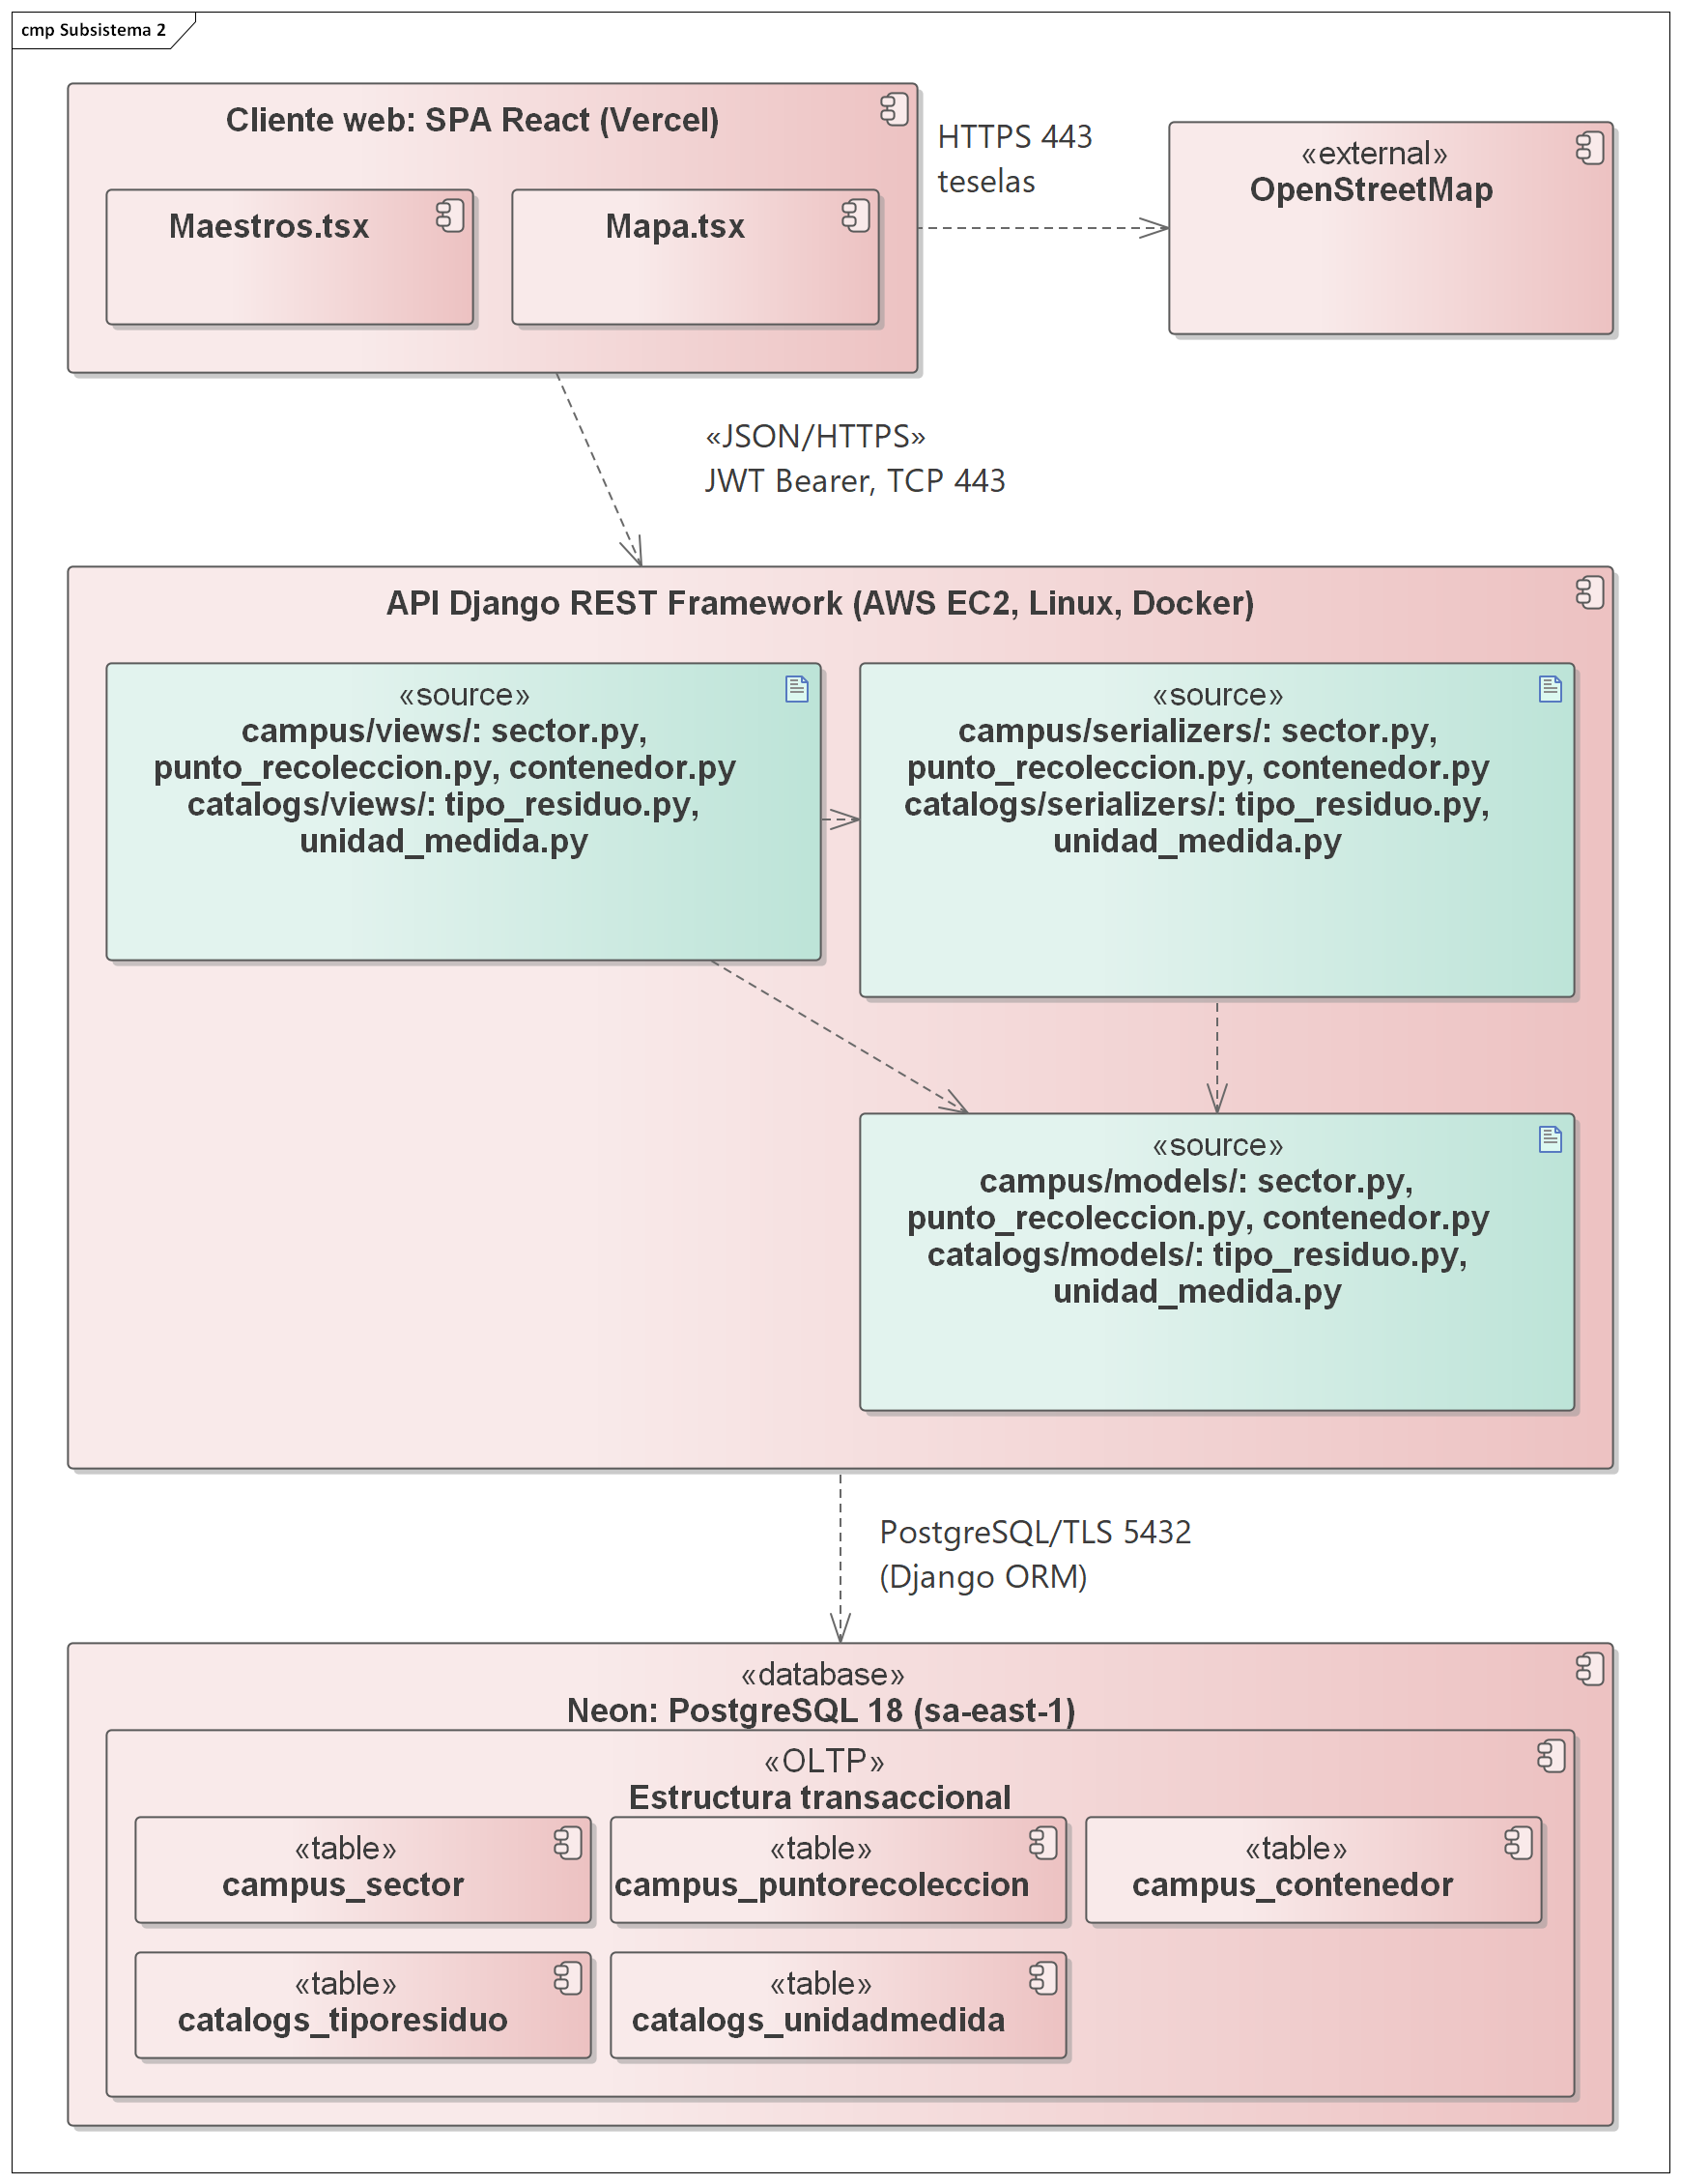 cmp Subsistema 2
Cliente web: SPA React (Vercel)
Maestros.tsx
Mapa.tsx
HTTPS 443
teselas
«external»
OpenStreetMap
«JSON/HTTPS»
JWT Bearer, TCP 443
API Django REST Framework (AWS EC2, Linux, Docker)
«source»
campus/views/: sector.py,
punto_recoleccion.py, contenedor.py
catalogs/views/: tipo_residuo.py,
unidad_medida.py
«source»
campus/serializers/: sector.py,
punto_recoleccion.py, contenedor.py
catalogs/serializers/: tipo_residuo.py,
unidad_medida.py
«source»
campus/models/: sector.py,
punto_recoleccion.py, contenedor.py
catalogs/models/: tipo_residuo.py,
unidad_medida.py
PostgreSQL/TLS 5432
(Django ORM)
«database»
Neon: PostgreSQL 18 (sa-east-1)
«OLTP»
Estructura transaccional
«table»
campus_sector
«table»
campus_puntorecoleccion
«table»
campus_contenedor
«table»
catalogs_tiporesiduo
«table»
catalogs_unidadmedida